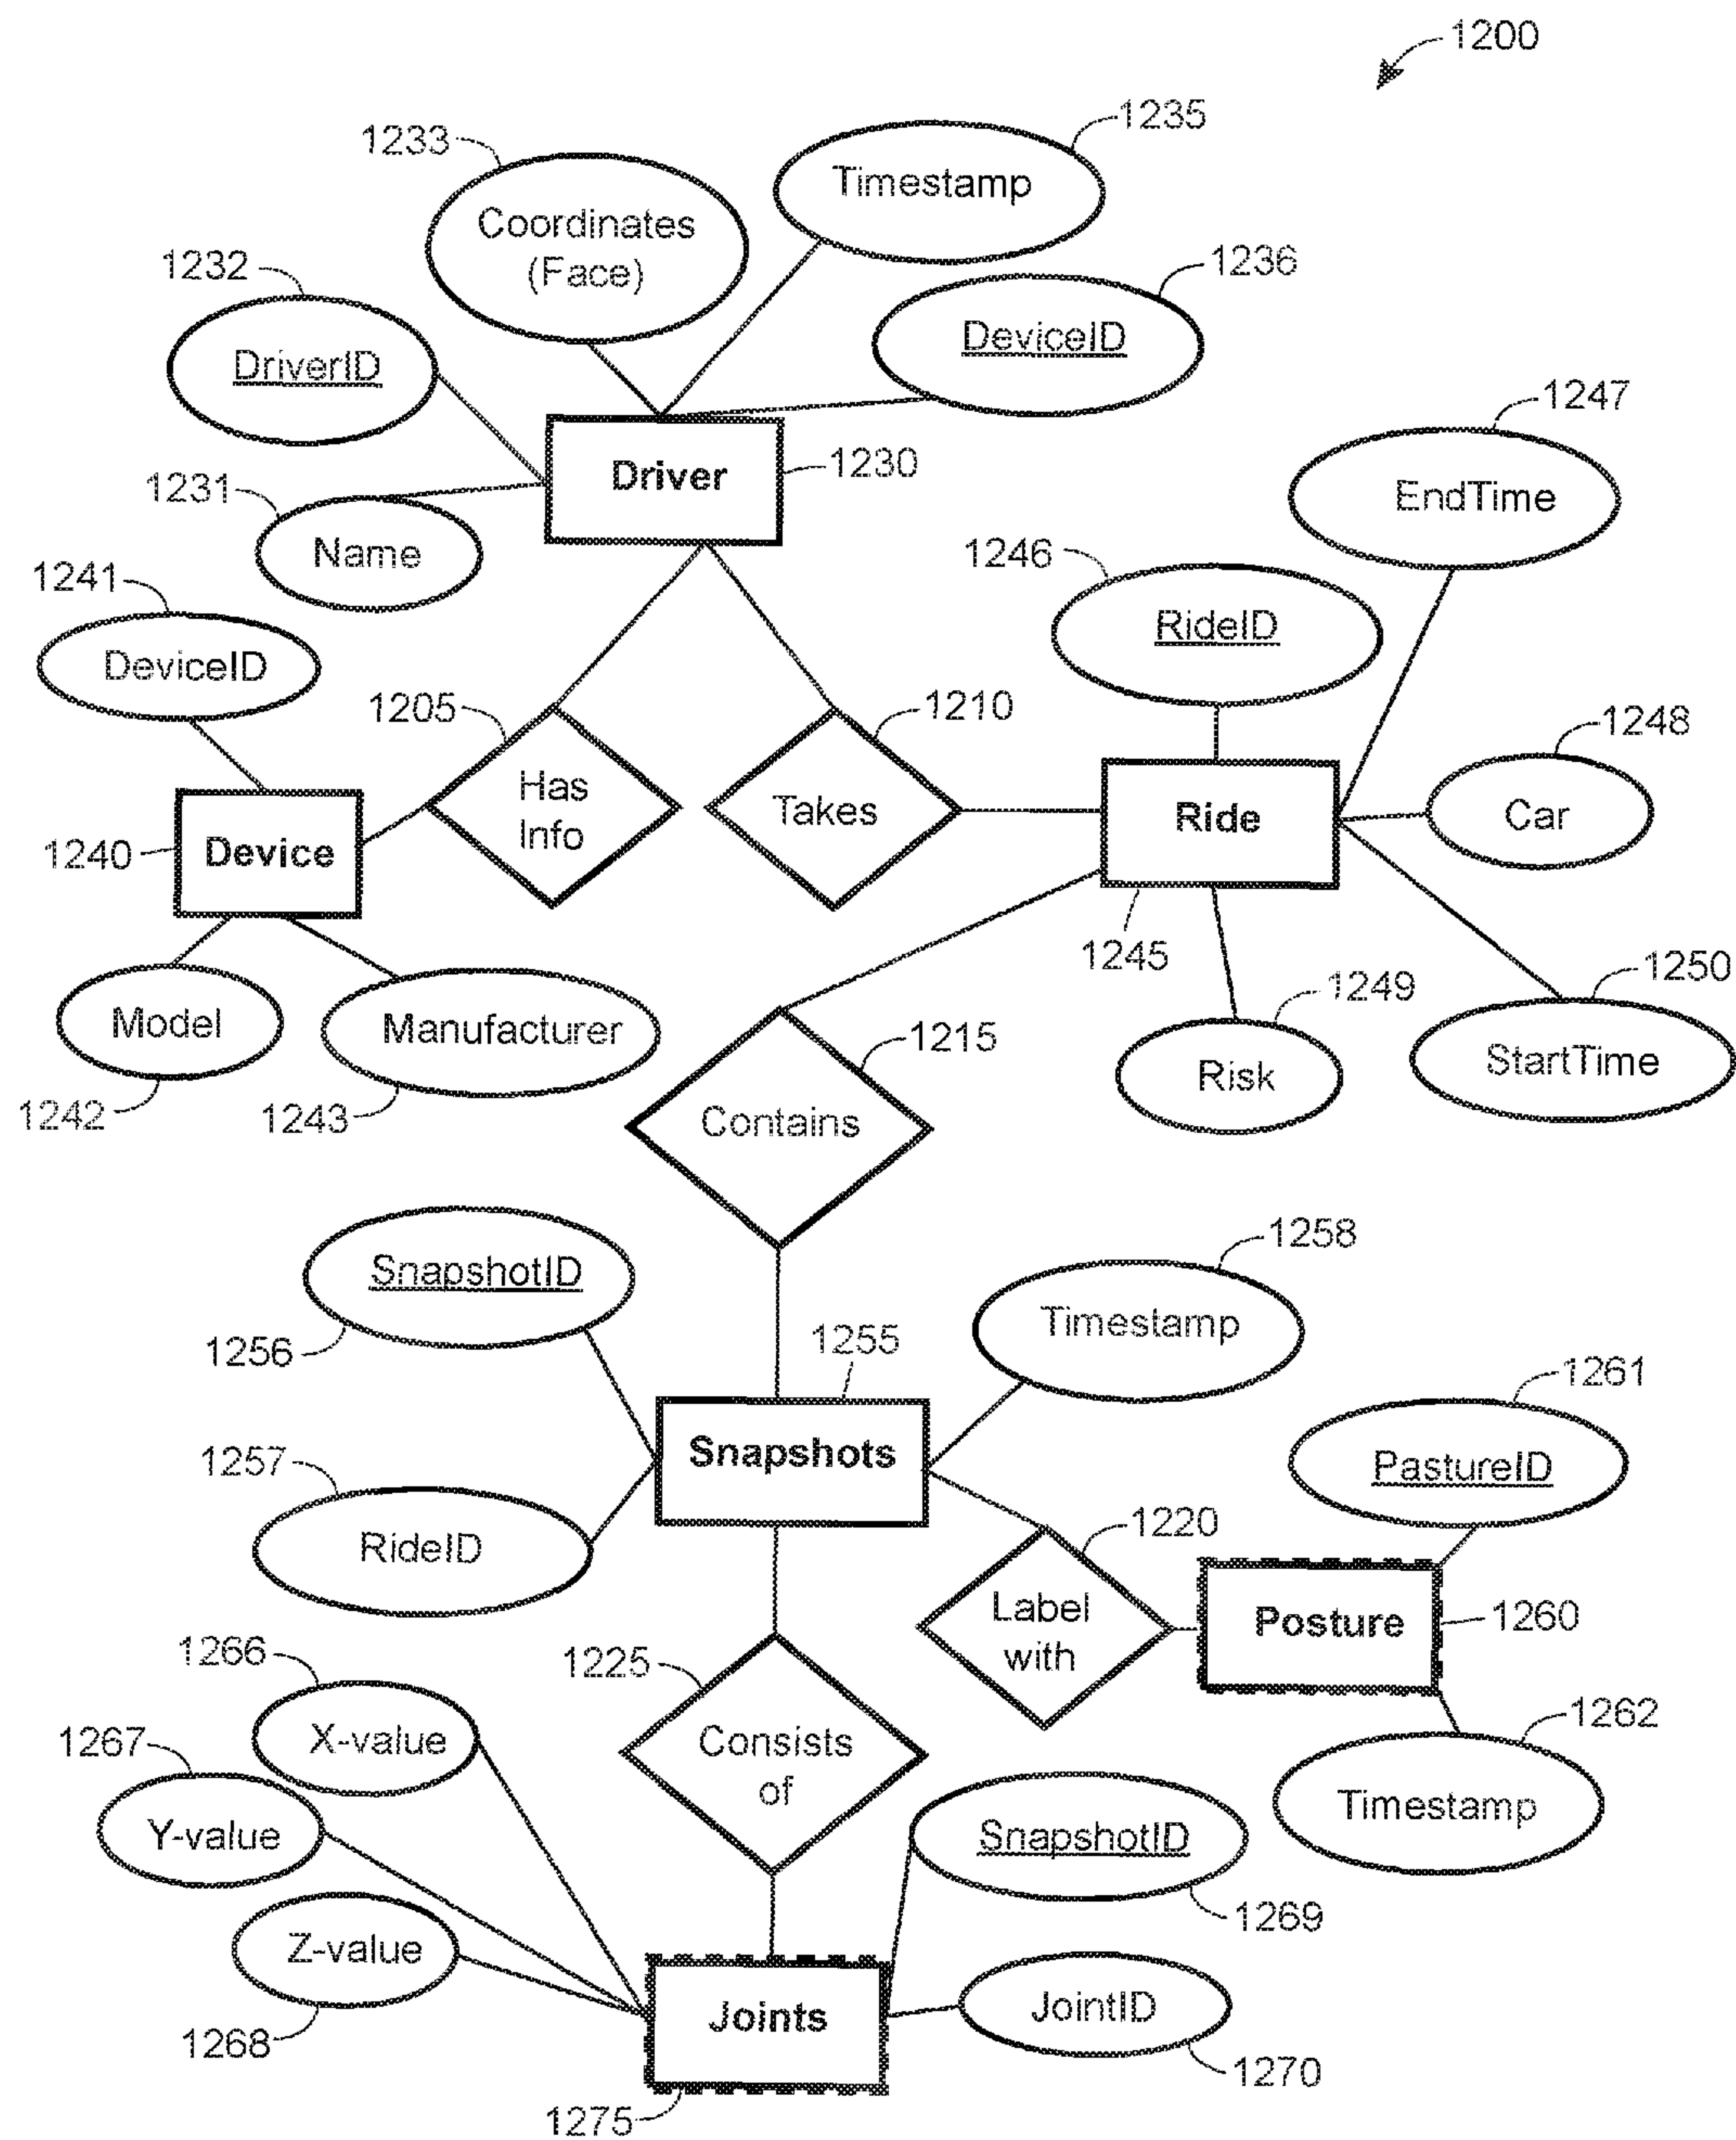 1200
1233
1235
Timestamp
Coordinates
(Face)
1232
1236
DriverID
DeviceID
1247
1231
Driver
1230
EndTime
Name
1246
1241
RideID
DeviceID
1205
1210
1248
Has
Info
Takes
Ride
Car
1240
Device
1245
1249
1250
Model
Manufacturer
1215
Risk
StartTime
1242
1243
Contains
1258
SnapshotID
Timestamp
1256
1255
1261
Snapshots
PastureID
1257
RideID
1220
Label
with
Posture
1260
1266
1225
X-value
1267
Consists
of
1262
Y-value
SnapshotID
Timestamp
Z-value
1269
1268
Joints
JointID
1270
1275